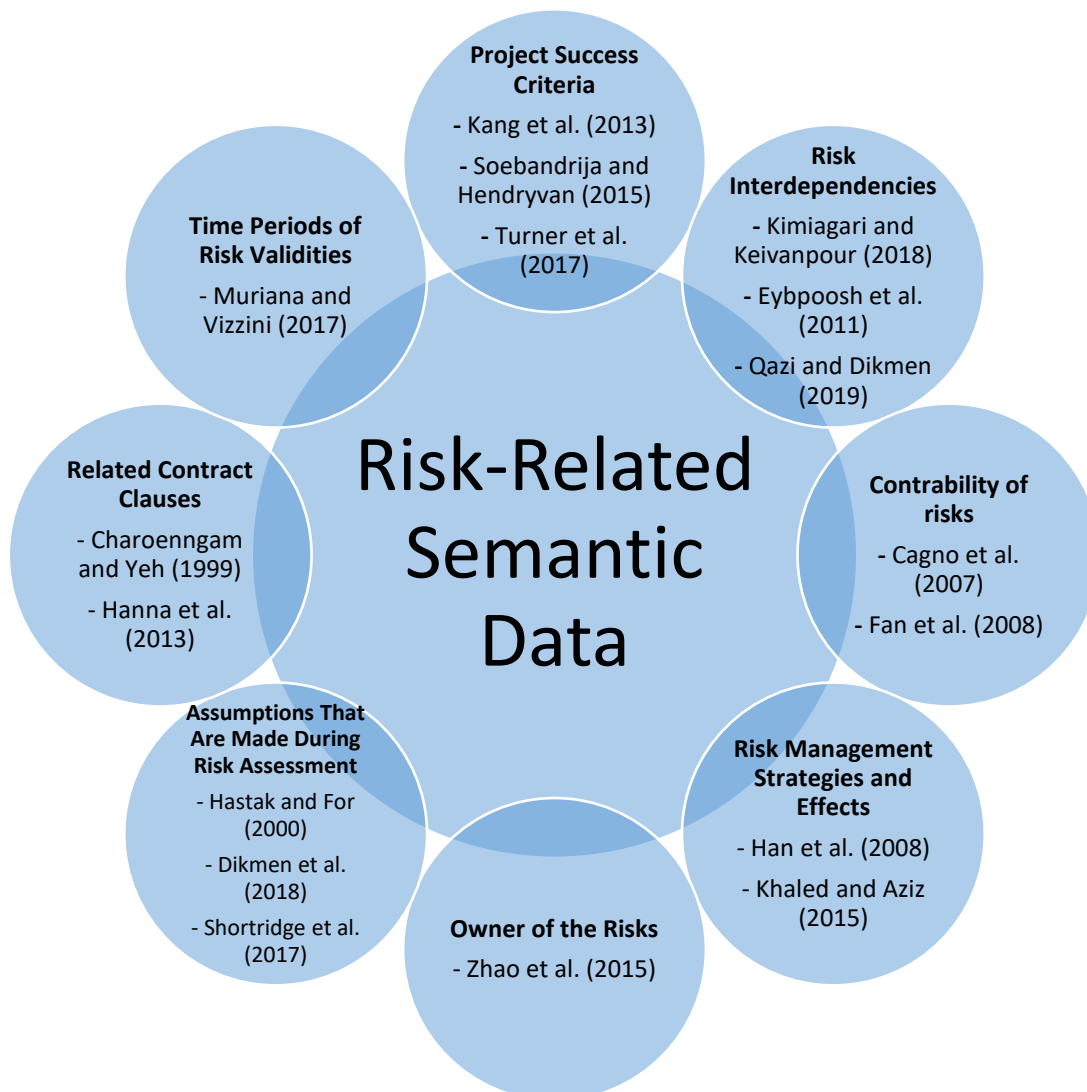 Project Success
Criteria
- Kang et al. (2013)
- Soebandrija and
Hendryvan (2015)
- Turner et al.
(2017)
Risk
Interdependencies
- Kimiagari and
Keivanpour (2018)
- Eybpoosh et al.
(2011)
- Qazi and Dikmen
(2019)
Contrability of
risks
- Cagno et al.
(2007)
- Fan et al. (2008)
Risk Management
Strategies and
Effects
- Han et al. (2008)
- Khaled and Aziz
(2015)
Owner of the Risks
- Zhao et al. (2015)
Assumptions That
Are Made During
Risk Assessment
- Hastak and For
(2000)
- Dikmen et al.
(2018)
- Shortridge et al.
(2017)
Related Contract
Clauses
- Charoenngam
and Yeh (1999)
- Hanna et al.
(2013)
Time Periods of
Risk Validities
- Muriana and
Vizzini (2017)
Risk-Related
Semantic
Data